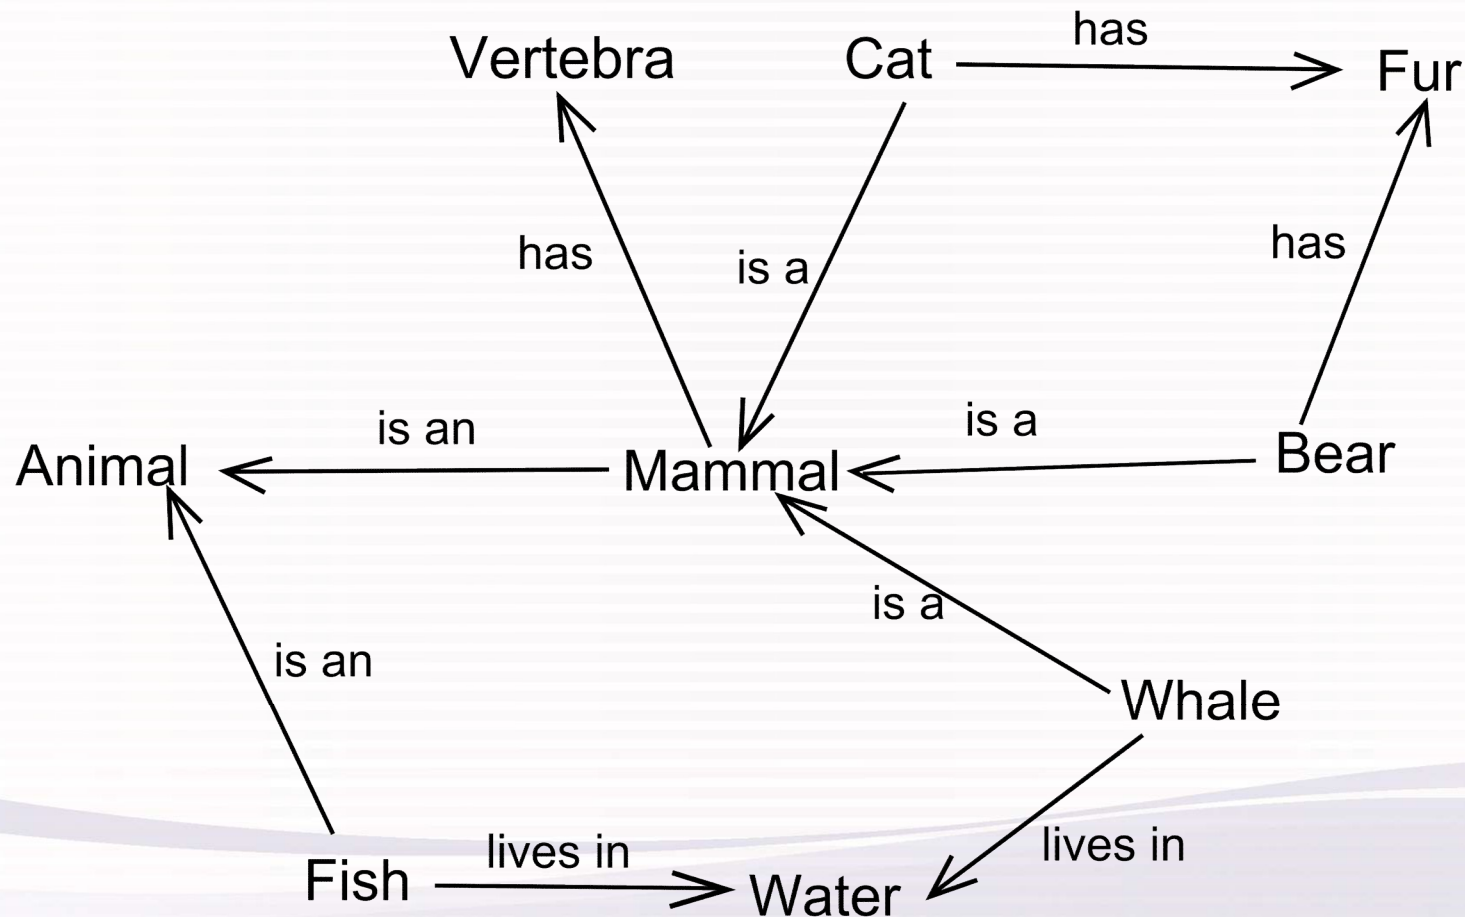 has
Vertebra
Cat
Fur
has
is a
has
is an
is a
Animal
Mammal
Bear
is a
is an
Whale
lives in
lives in
Fish
Water